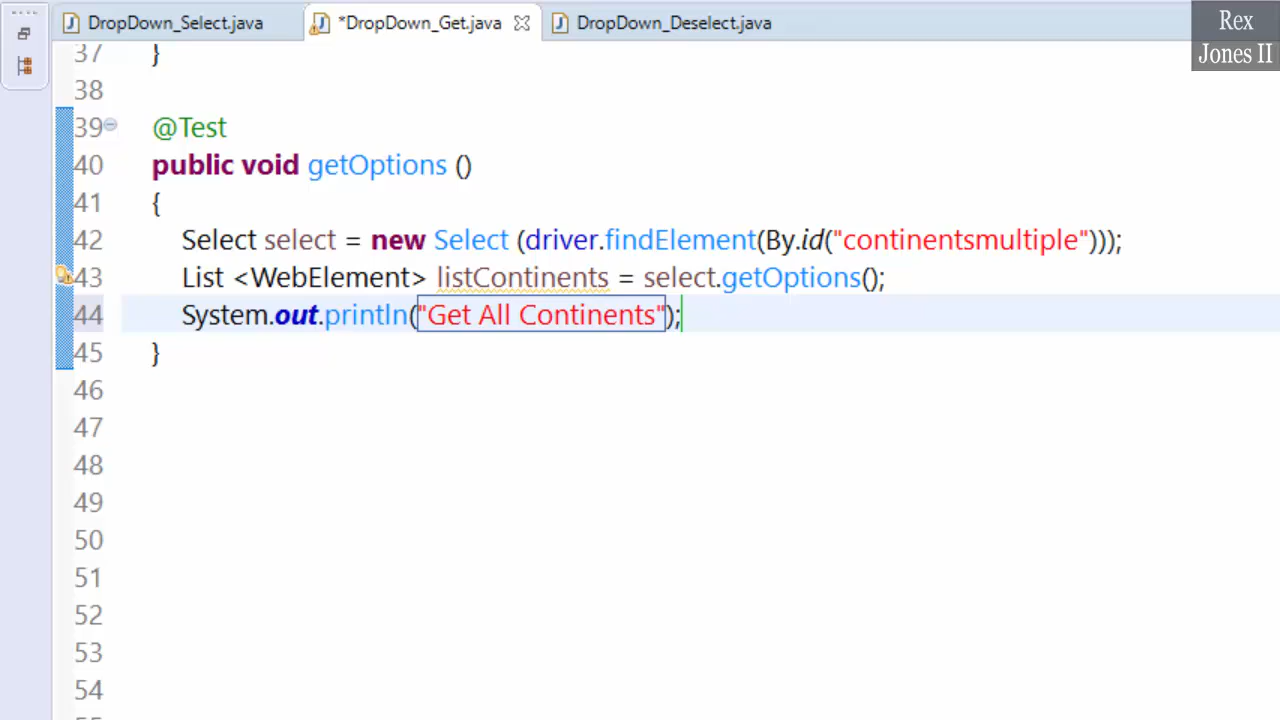 DropDown_Select.java
*DropDown_Get.java
DropDown_Deselect.java
Rex
Jones II
37 }
38
39 @Test
40 public void getOptions ()
41 {
42 Select select = new Select (driver.findElement(By.id("continentsmultiple")));
43 List <WebElement> listContinents = select.getOptions();
44 System.out.println("Get All Continents");
45 }
46
47
48
49
50
51
52
53
54